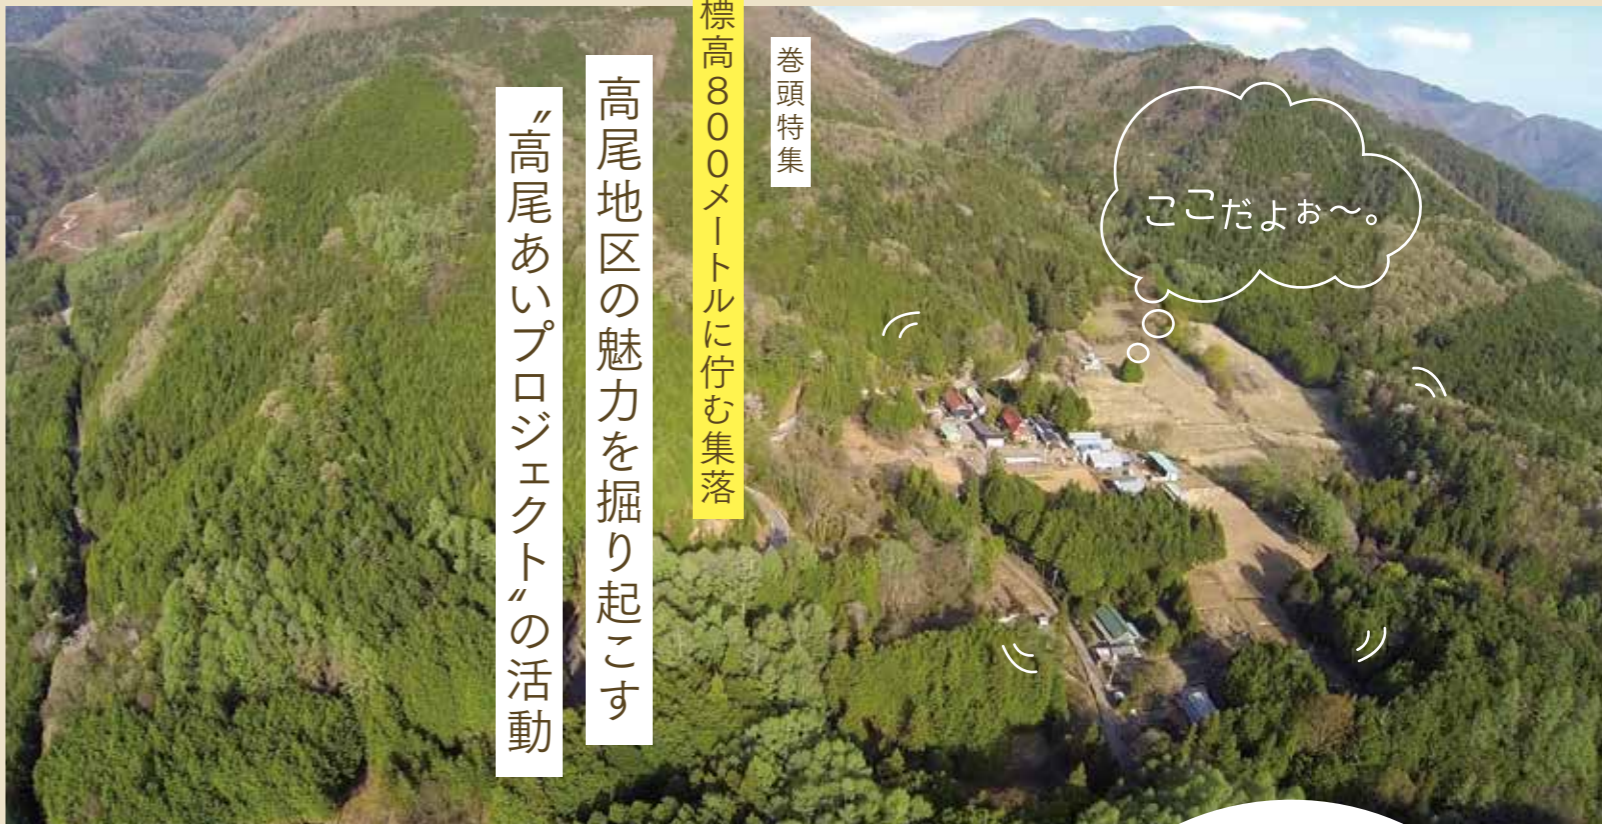 巻頭特集
標高800メートルに佇む集落
高尾地区の魅力を掘り起こす
〝高尾あいプロジェクト〟の活動
ここだよぉ〜。